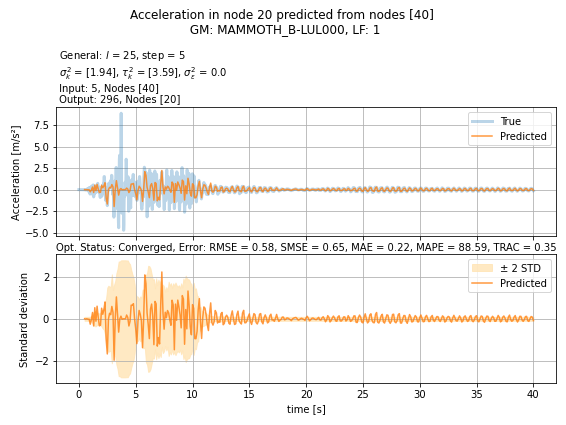 Acceleration in node 20 predicted from nodes [40]
GM: MAMMOTH_B-LUL000, LF: 1
General: l = 25, step = 5
σ²ₖ = [1.94], τ²ₖ = [3.59], σ²ε = 0.0
Input: 5, Nodes [40]
Output: 296, Nodes [20]
Acceleration [m/s²]
7.5
5.0
2.5
0.0
−2.5
−5.0
True
Predicted
Opt. Status: Converged, Error: RMSE = 0.58, SMSE = 0.65, MAE = 0.22, MAPE = 88.59, TRAC = 0.35
Standard deviation
2
0
−2
± 2 STD
Predicted
0 5 10 15 20 25 30 35 40
time [s]